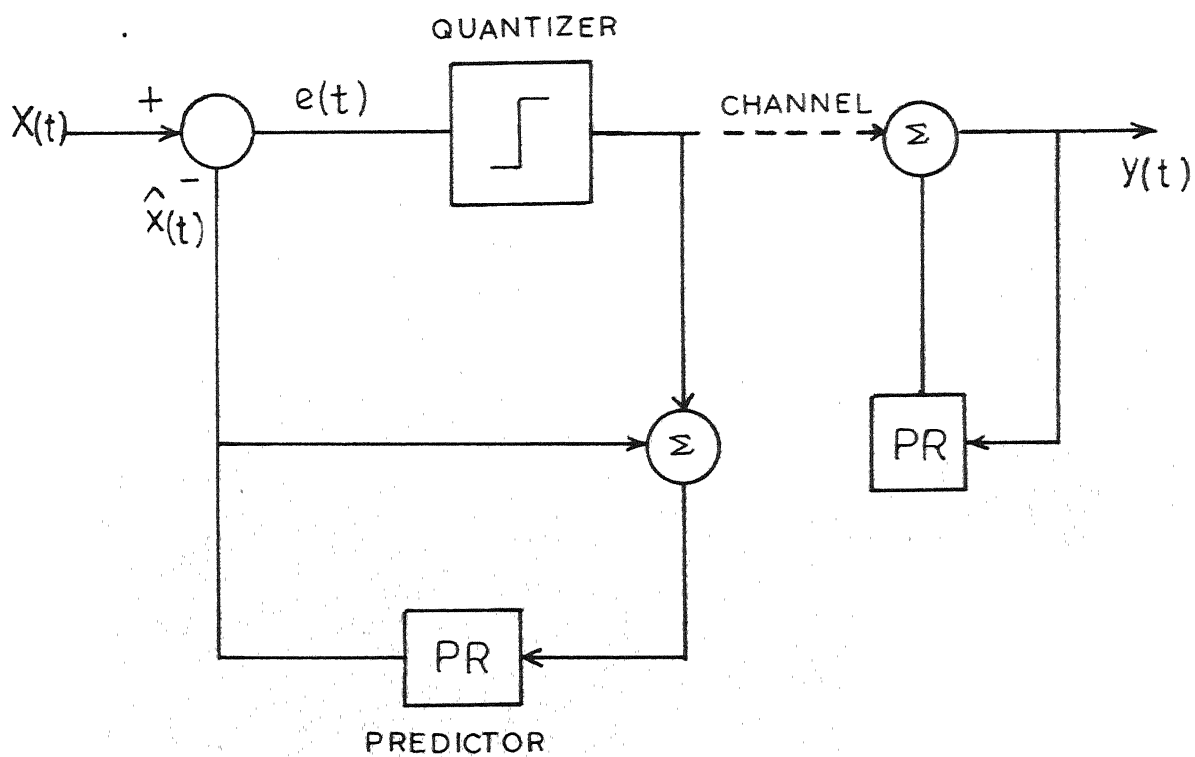 QUANTIZER
X(t)
+
e(t)
CHANNEL
Σ
y(t)
-
x̂(t)
Σ
PR
PR
PREDICTOR